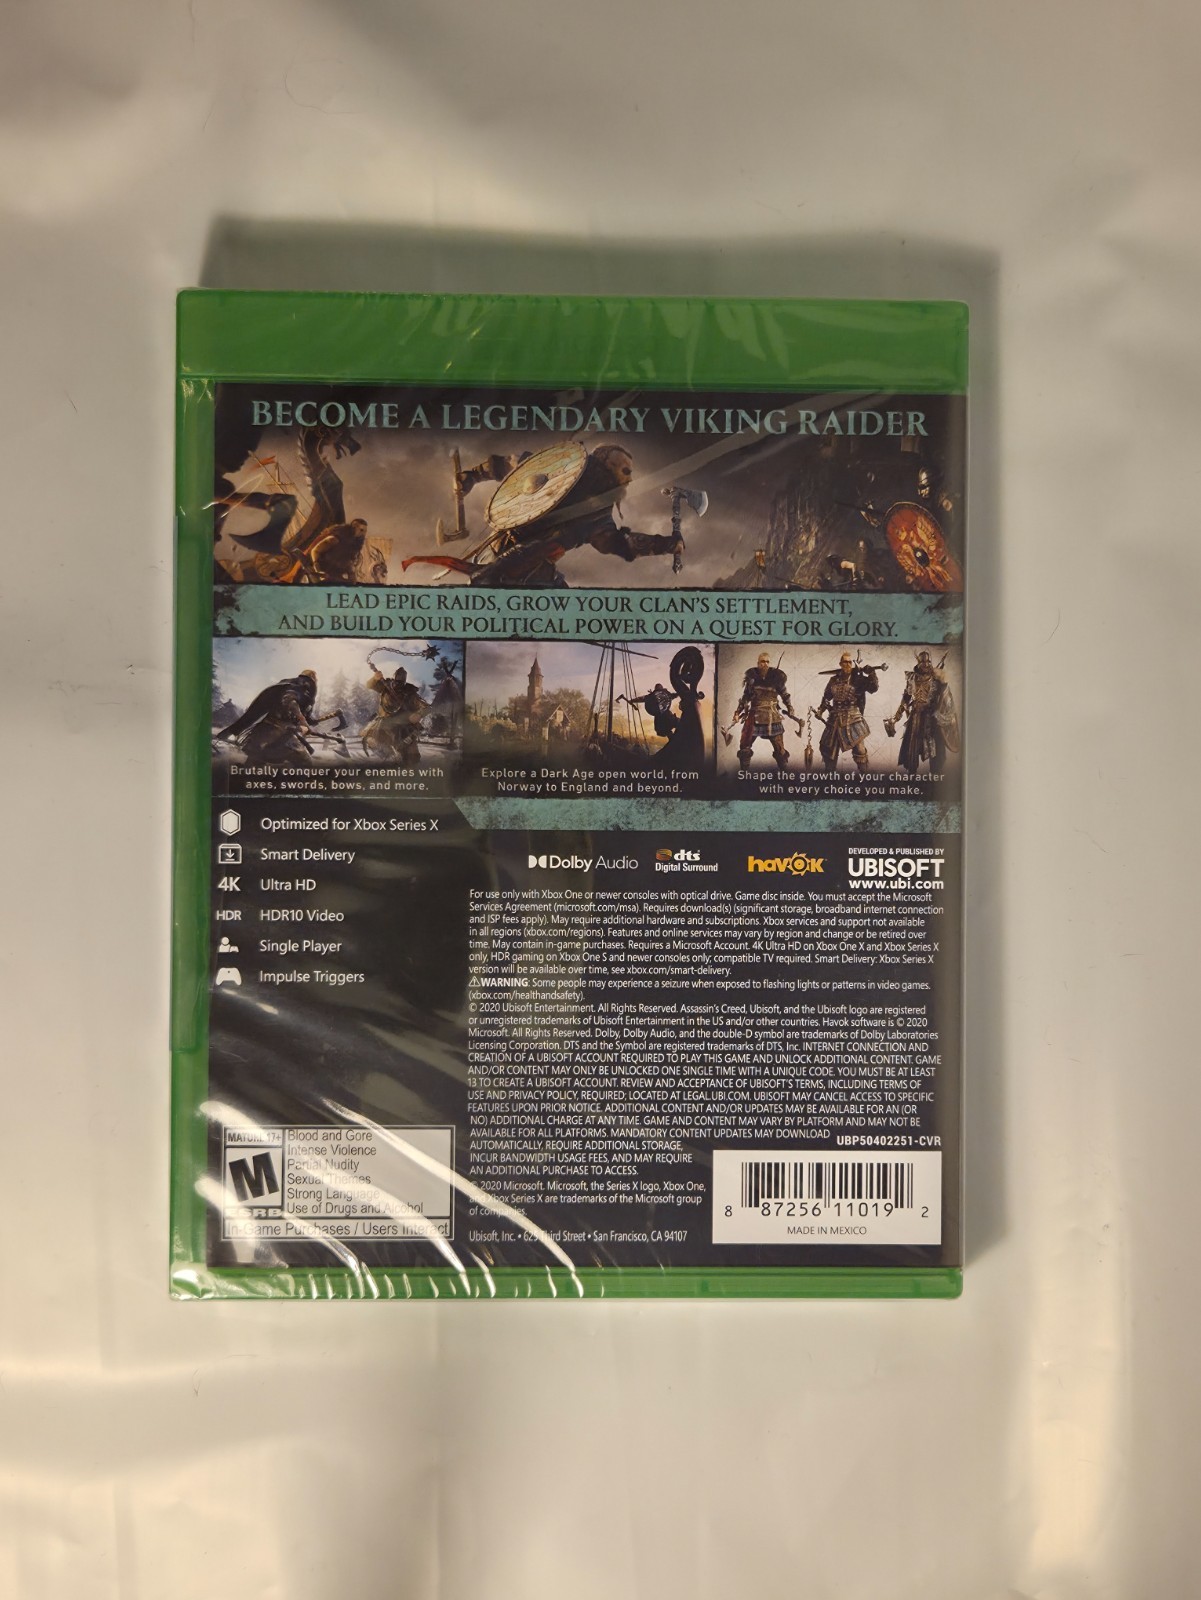 BECOME A LEGENDARY VIKING RAIDER
LEAD EPIC RAIDS, GROW YOUR CLAN'S SETTLEMENT,
AND BUILD YOUR POLITICAL POWER ON A QUEST FOR GLORY.
Brutally conquer your enemies with
axes, swords, bows, and more.
Explore a Dark Age open world, from
Norway to England and beyond.
Shape the growth of your character
with every choice you make.
Optimized for Xbox Series X
Smart Delivery
4K Ultra HD
HDR HDR10 Video
Single Player
Impulse Triggers
Dolby Audio
dts
Digital Surround
havok
DEVELOPED & PUBLISHED BY
UBISOFT
www.ubi.com
For use only with Xbox One or newer consoles with optical drive. Game disc inside. You must accept the Microsoft
Services Agreement (microsoft.com/msa). Requires download(s) (significant storage, broadband internet connection
and ISP fees apply). May require additional hardware and subscriptions. Xbox services and support not available
in all regions (xbox.com/regions). Features and online services may vary by region and change or be retired over
time. May contain in-game purchases. Requires a Microsoft Account. 4K Ultra HD on Xbox One X and Xbox Series X
only, HDR gaming on Xbox One S and newer consoles only; compatible TV required. Smart Delivery: Xbox Series X
version will be available over time, see xbox.com/smart-delivery.
⚠WARNING: Some people may experience a seizure when exposed to flashing lights or patterns in video games.
(xbox.com/healthandsafety).
© 2020 Ubisoft Entertainment. All Rights Reserved. Assassin's Creed, Ubisoft, and the Ubisoft logo are registered
or unregistered trademarks of Ubisoft Entertainment in the US and/or other countries. Havok software is © 2020
Microsoft. All Rights Reserved. Dolby, Dolby Audio, and the double-D symbol are trademarks of Dolby Laboratories
Licensing Corporation. DTS and the Symbol are registered trademarks of DTS, Inc. INTERNET CONNECTION AND
CREATION OF A UBISOFT ACCOUNT REQUIRED TO PLAY THIS GAME AND UNLOCK ADDITIONAL CONTENT. GAME
AND/OR CONTENT MAY ONLY BE UNLOCKED ONE SINGLE TIME WITH A UNIQUE CODE. YOU MUST BE AT LEAST
13 TO CREATE A UBISOFT ACCOUNT. REVIEW AND ACCEPTANCE OF UBISOFT'S TERMS, INCLUDING TERMS OF
USE AND PRIVACY POLICY, REQUIRED; LOCATED AT LEGAL.UBI.COM. UBISOFT MAY CANCEL ACCESS TO SPECIFIC
FEATURES UPON PRIOR NOTICE. ADDITIONAL CONTENT AND/OR UPDATES MAY BE AVAILABLE FOR AN (OR
NO) ADDITIONAL CHARGE AT ANY TIME. GAME AND CONTENT MAY VARY BY PLATFORM AND MAY NOT BE
AVAILABLE FOR ALL PLATFORMS. MANDATORY CONTENT UPDATES MAY DOWNLOAD
AUTOMATICALLY, REQUIRE ADDITIONAL STORAGE,
INCUR BANDWIDTH USAGE FEES, AND MAY REQUIRE
AN ADDITIONAL PURCHASE TO ACCESS.
© 2020 Microsoft. Microsoft, the Series X logo, Xbox One,
and Xbox Series X are trademarks of the Microsoft group
of companies.
Ubisoft, Inc. • 625 Third Street • San Francisco, CA 94107
UBP50402251-CVR
8 87256 11019 2
MADE IN MEXICO
MATURE 17+
M
ESRB
Blood and Gore
Intense Violence
Partial Nudity
Sexual Themes
Strong Language
Use of Drugs and Alcohol
In-Game Purchases / Users Interact